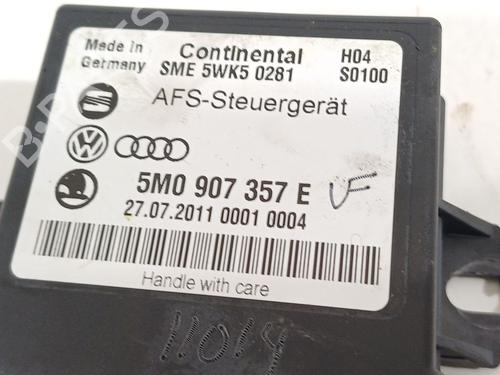 Made in Continental H04
Germany SME 5WK5 0281 S0100
AFS-Steuergerät
5M0 907 357 E VF
27.07.2011 0001 0004
Handle with care